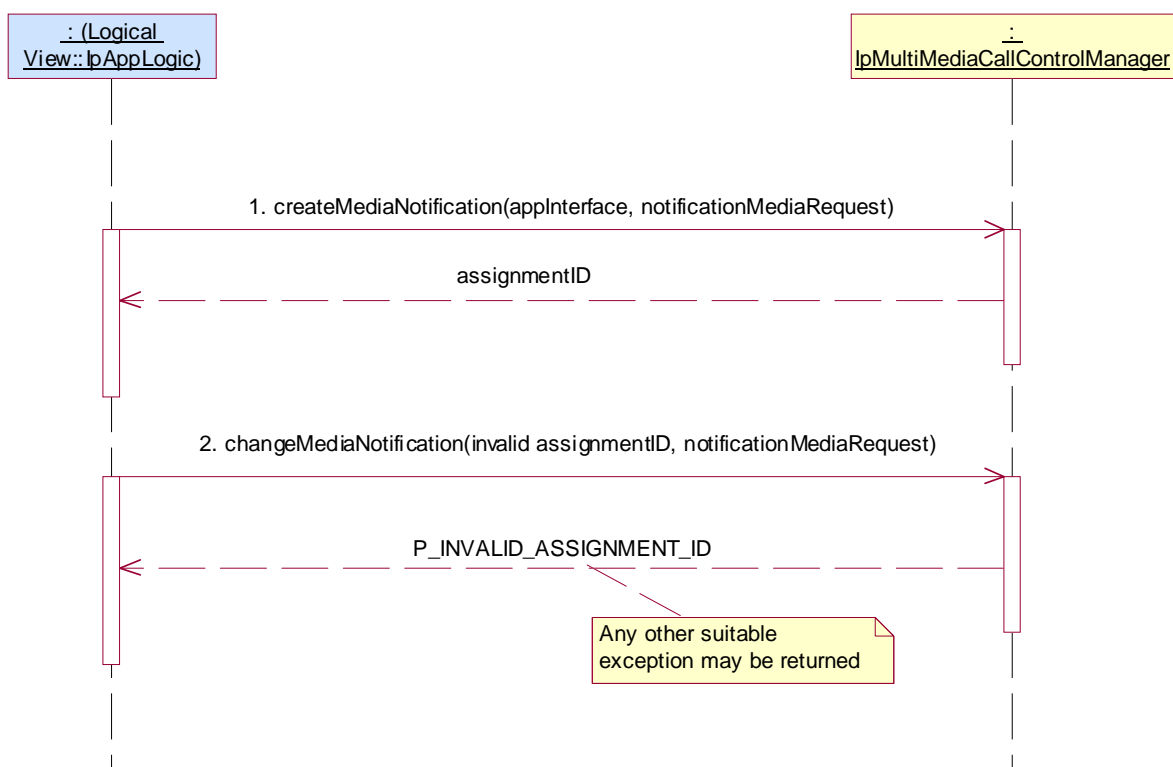 : (Logical
View::IpAppLogic)
:
IpMultiMediaCallControlManager
1. createMediaNotification(appInterface, notificationMediaRequest)
assignmentID
2. changeMediaNotification(invalid assignmentID, notificationMediaRequest)
P_INVALID_ASSIGNMENT_ID
Any other suitable
exception may be returned